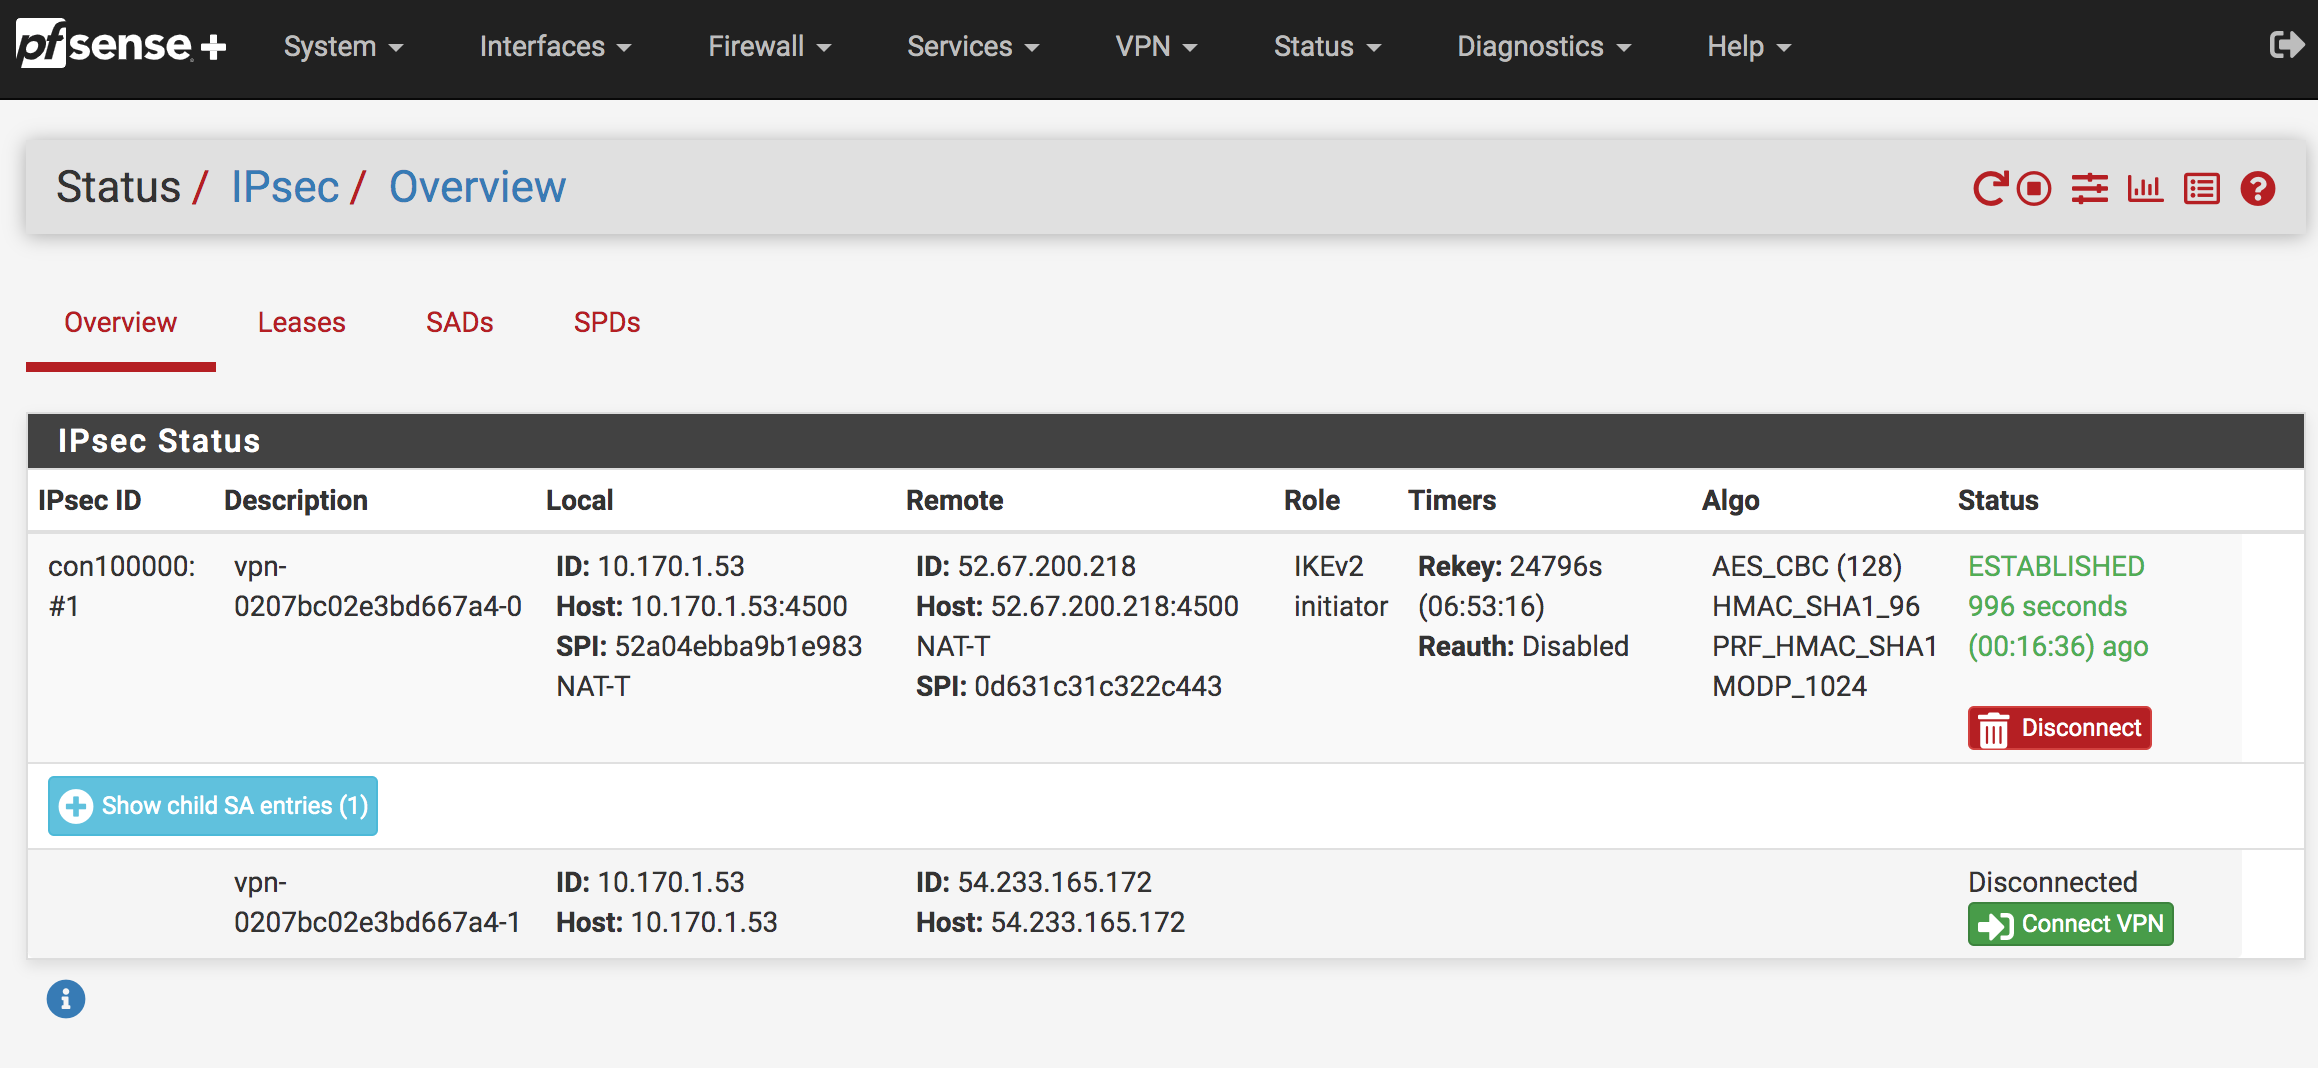 pfsense+ System Interfaces Firewall Services VPN Status Diagnostics Help
Status / IPsec / Overview
Overview Leases SADs SPDs
IPsec Status
IPsec ID Description Local Remote Role Timers Algo Status
con100000: vpn- ID: 10.170.1.53 ID: 52.67.200.218 IKEv2 Rekey: 24796s AES_CBC (128) ESTABLISHED
#1 0207bc02e3bd667a4-0 Host: 10.170.1.53:4500 Host: 52.67.200.218:4500 initiator (06:53:16) HMAC_SHA1_96 996 seconds
SPI: 52a04ebba9b1e983 NAT-T Reauth: Disabled PRF_HMAC_SHA1 (00:16:36) ago
NAT-T SPI: 0d631c31c322c443 MODP_1024
Disconnect
Show child SA entries (1)
vpn- ID: 10.170.1.53 ID: 54.233.165.172 Disconnected
0207bc02e3bd667a4-1 Host: 10.170.1.53 Host: 54.233.165.172 Connect VPN